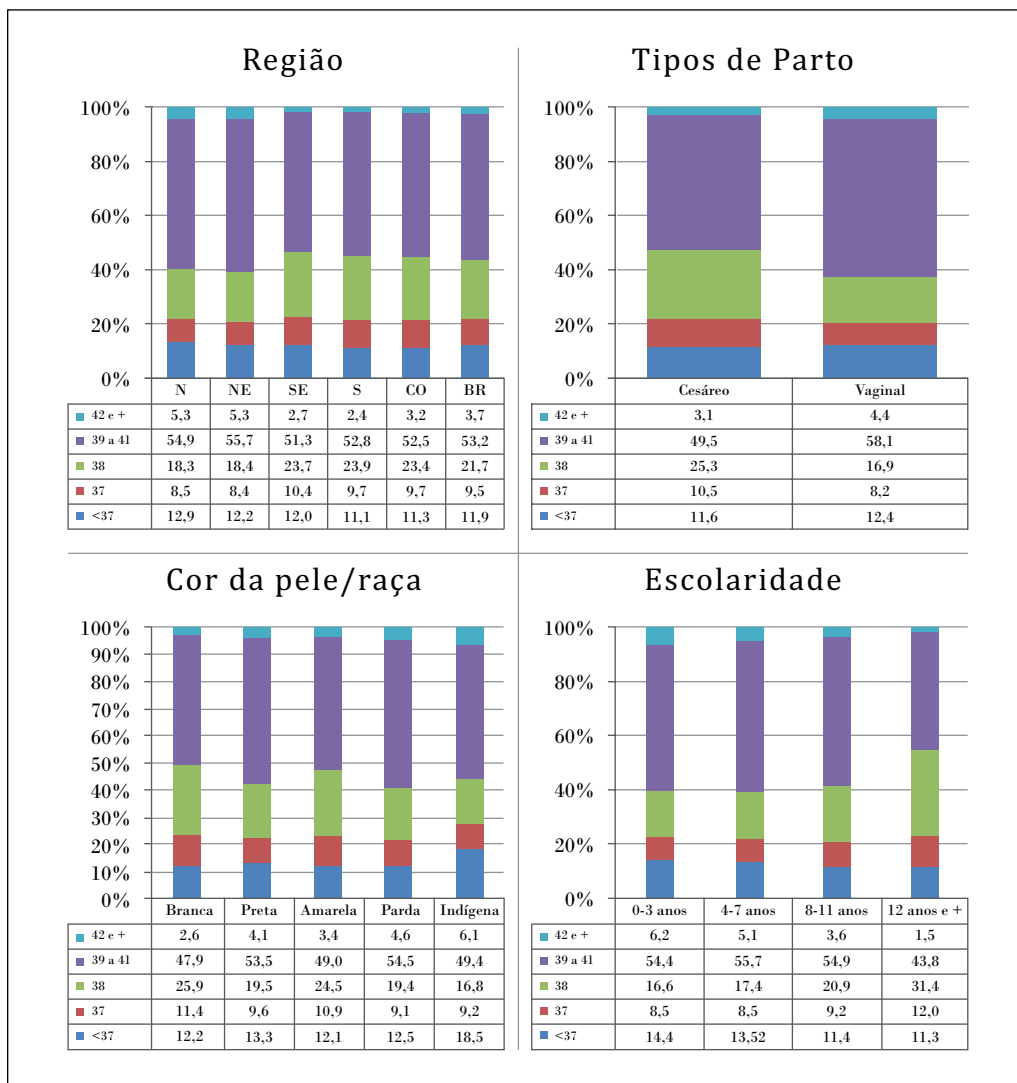 Região
100%
80%
60%
40%
20%
0%
N NE SE S CO BR
42 e + 5,3 5,3 2,7 2,4 3,2 3,7
39 a 41 54,9 55,7 51,3 52,8 52,5 53,2
38 18,3 18,4 23,7 23,9 23,4 21,7
37 8,5 8,4 10,4 9,7 9,7 9,5
<37 12,9 12,2 12,0 11,1 11,3 11,9
Tipos de Parto
100%
80%
60%
40%
20%
0%
Cesáreo Vaginal
42 e + 3,1 4,4
39 a 41 49,5 58,1
38 25,3 16,9
37 10,5 8,2
<37 11,6 12,4
Cor da pele/raça
100%
90%
80%
70%
60%
50%
40%
30%
20%
10%
0%
Branca Preta Amarela Parda Indígena
42 e + 2,6 4,1 3,4 4,6 6,1
39 a 41 47,9 53,5 49,0 54,5 49,4
38 25,9 19,5 24,5 19,4 16,8
37 11,4 9,6 10,9 9,1 9,2
<37 12,2 13,3 12,1 12,5 18,5
Escolaridade
100%
80%
60%
40%
20%
0%
0-3 anos 4-7 anos 8-11 anos 12 anos e +
42 e + 6,2 5,1 3,6 1,5
39 a 41 54,4 55,7 54,9 43,8
38 16,6 17,4 20,9 31,4
37 8,5 8,5 9,2 12,0
<37 14,4 13,52 11,4 11,3